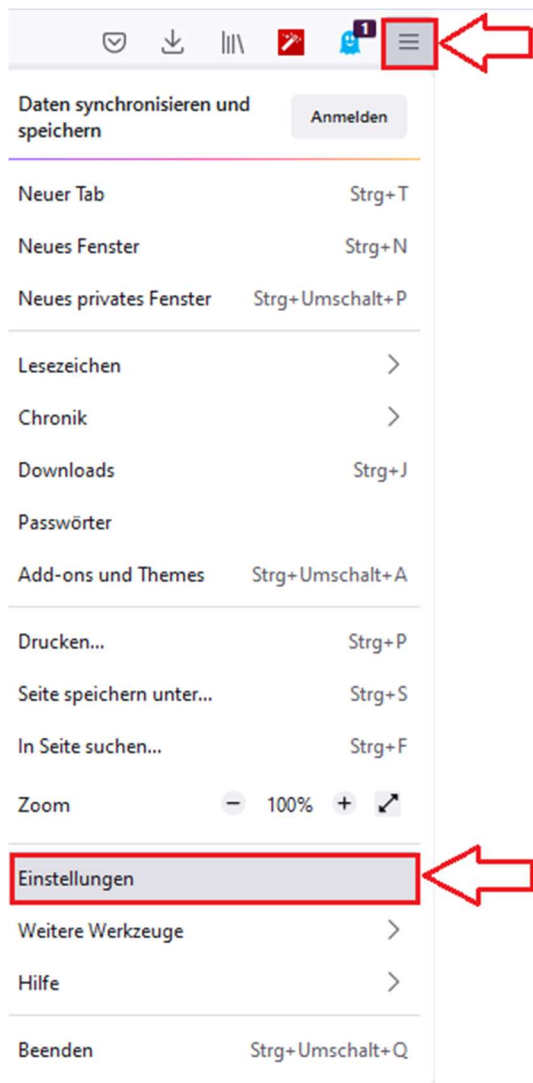 1
Daten synchronisieren und
speichern
Anmelden
Neuer Tab Strg+T
Neues Fenster Strg+N
Neues privates Fenster Strg+Umschalt+P
Lesezeichen
Chronik
Downloads Strg+J
Passwörter
Add-ons und Themes Strg+Umschalt+A
Drucken... Strg+P
Seite speichern unter... Strg+S
In Seite suchen... Strg+F
Zoom − 100% +
Einstellungen
Weitere Werkzeuge
Hilfe
Beenden Strg+Umschalt+Q